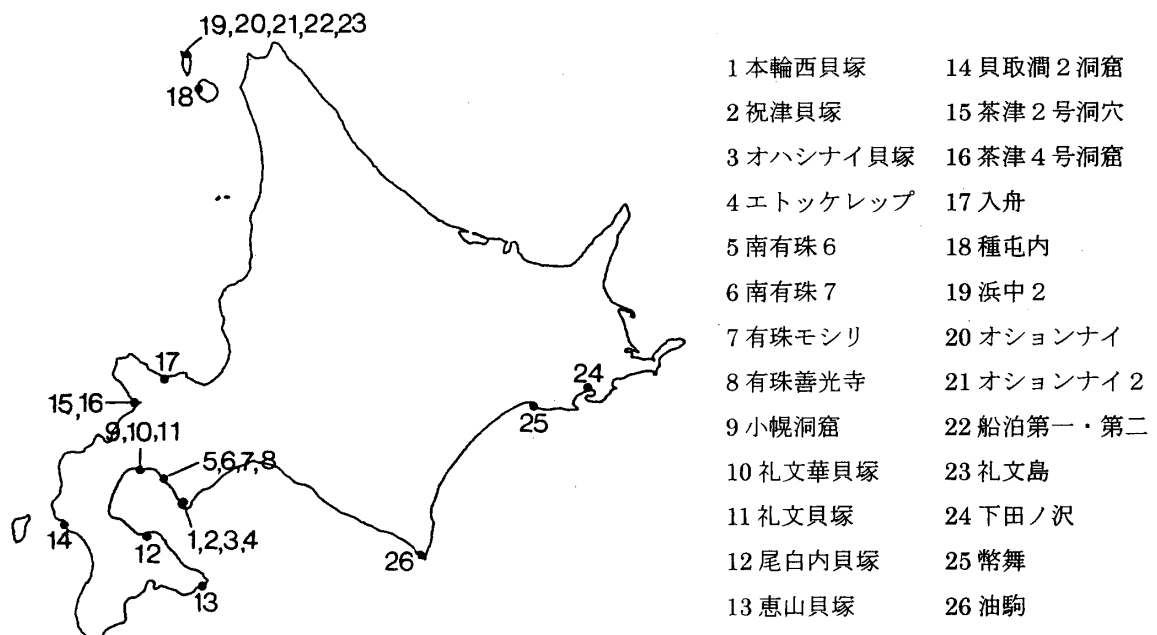 19,20,21,22,23
18
17
15,16
9,10,11
5,6,7,8
14
12
1,2,3,4
13
24
25
26
1 本輪西貝塚
2 祝津貝塚
3 オハシナイ貝塚
4 エトッケレップ
5 南有珠6
6 南有珠7
7 有珠モシリ
8 有珠善光寺
9 小幌洞窟
10 礼文華貝塚
11 礼文貝塚
12 尾白内貝塚
13 恵山貝塚
14 貝取澗2洞窟
15 茶津2号洞穴
16 茶津4号洞窟
17 入舟
18 種屯内
19 浜中2
20 オションナイ
21 オションナイ2
22 船泊第一・第二
23 礼文島
24 下田ノ沢
25 幣舞
26 油駒